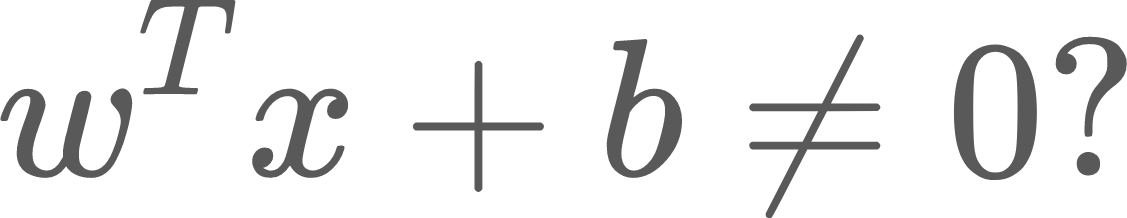 w^T x + b ≠ 0?